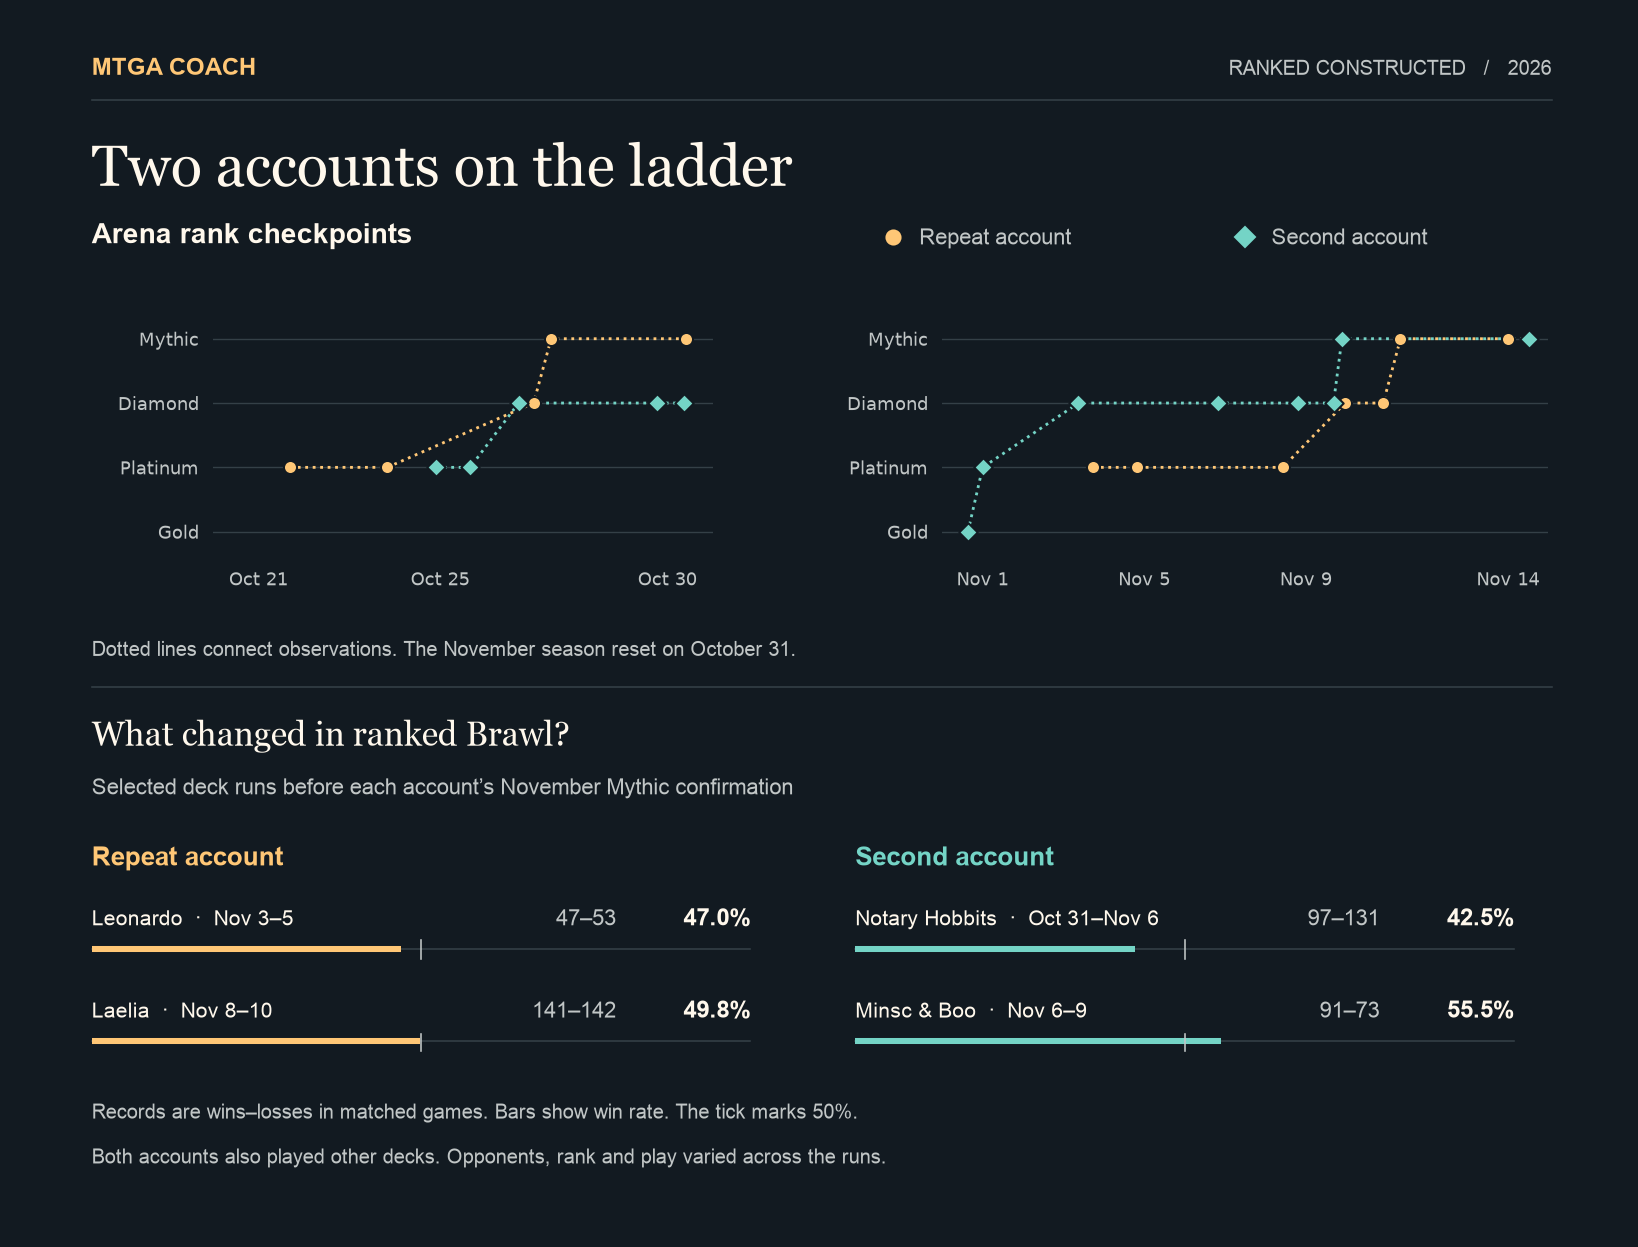 MTGA COACH
RANKED CONSTRUCTED / 2026
Two accounts on the ladder
Arena rank checkpoints
Repeat account
Second account
Mythic
Diamond
Platinum
Gold
Oct 21
Oct 25
Oct 30
Mythic
Diamond
Platinum
Gold
Nov 1
Nov 5
Nov 9
Nov 14
Dotted lines connect observations. The November season reset on October 31.
What changed in ranked Brawl?
Selected deck runs before each account’s November Mythic confirmation
Repeat account
Leonardo · Nov 3–5 47–53 47.0%
Laelia · Nov 8–10 141–142 49.8%
Second account
Notary Hobbits · Oct 31–Nov 6 97–131 42.5%
Minsc & Boo · Nov 6–9 91–73 55.5%
Records are wins–losses in matched games. Bars show win rate. The tick marks 50%.
Both accounts also played other decks. Opponents, rank and play varied across the runs.